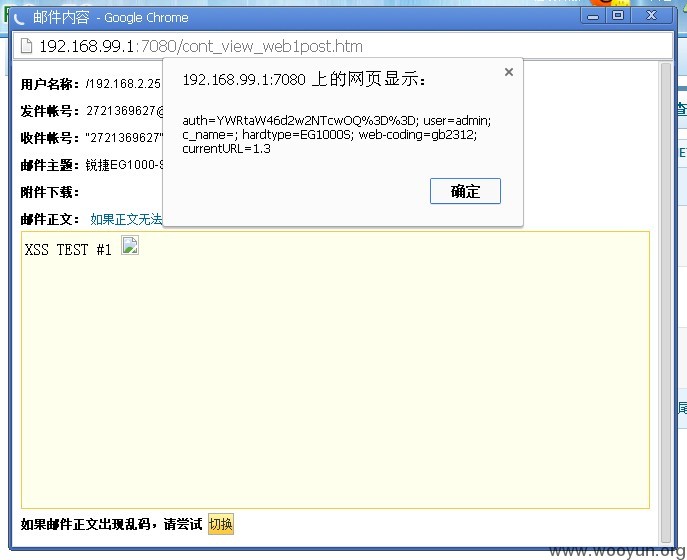 邮件内容 - Google Chrome
192.168.99.1:7080/cont_view_web1post.htm
192.168.99.1:7080 上的网页显示：
auth=YWRtaW46d2w2NTcwOQ%3D%3D; user=admin;
c_name=; hardtype=EG1000S; web-coding=gb2312;
currentURL=1.3
确定
用户名称：/192.168.2.25
发件帐号：2721369627@
收件帐号："2721369627"
邮件主题：锐捷EG1000-S
附件下载：
邮件正文： 如果正文无法
XSS TEST #1
如果邮件正文出现乱码，请尝试 切换
www.wooyun.org